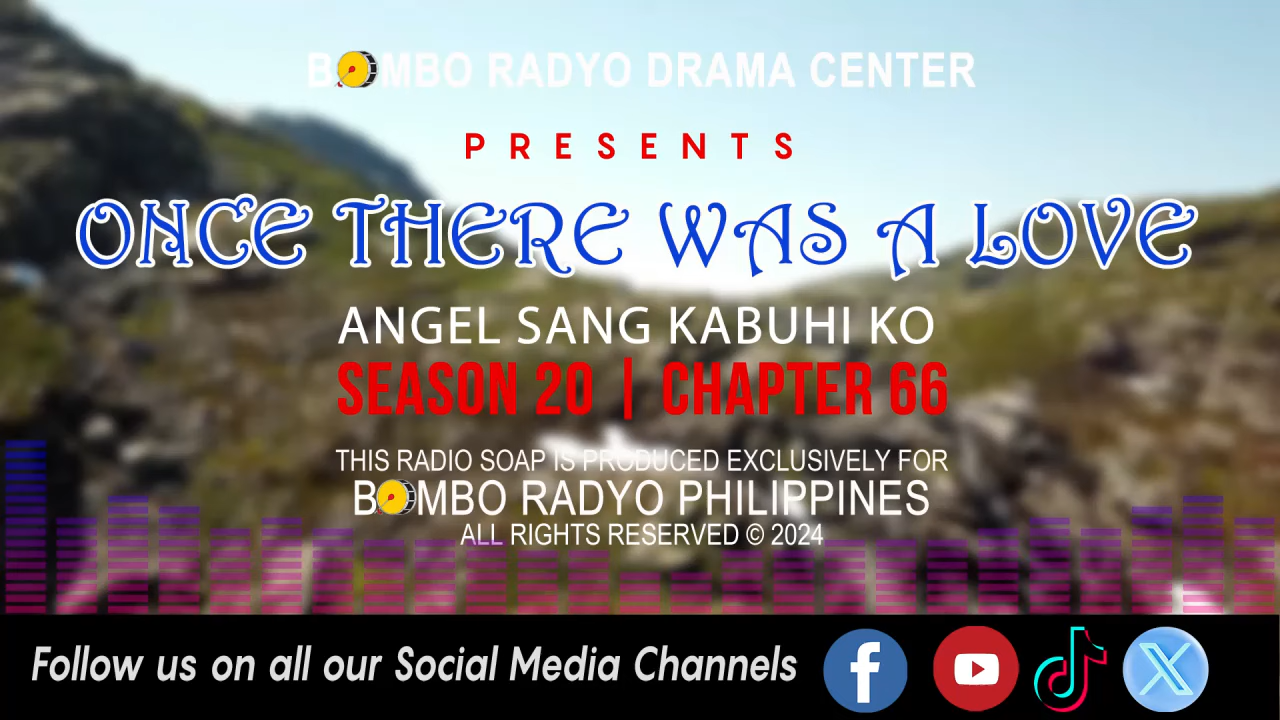 BOMBO RADYO DRAMA CENTER
PRESENTS
ONCE THERE WAS A LOVE
ANGEL SANG KABUHI KO
SEASON 20 | CHAPTER 66
THIS RADIO SOAP IS PRODUCED EXCLUSIVELY FOR
BOMBO RADYO PHILIPPINES
ALL RIGHTS RESERVED © 2024
Follow us on all our Social Media Channels